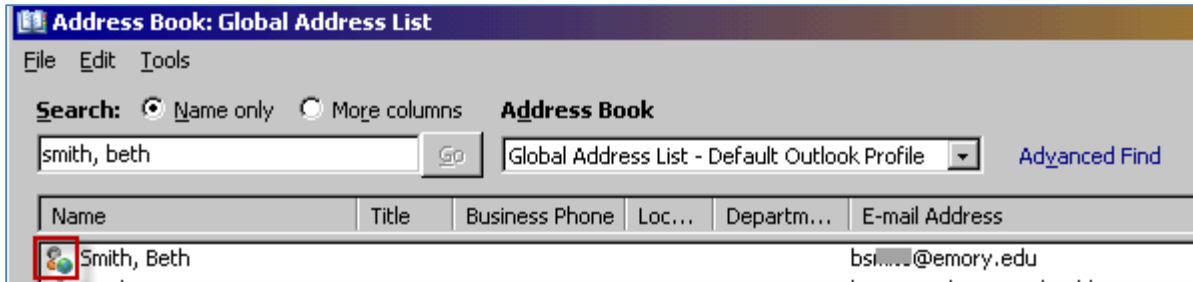 Address Book: Global Address List
File Edit Tools
Search: Name only More columns Address Book
smith, beth Go Global Address List - Default Outlook Profile Advanced Find
Name Title Business Phone Loc... Departm... E-mail Address
Smith, Beth @emory.edu